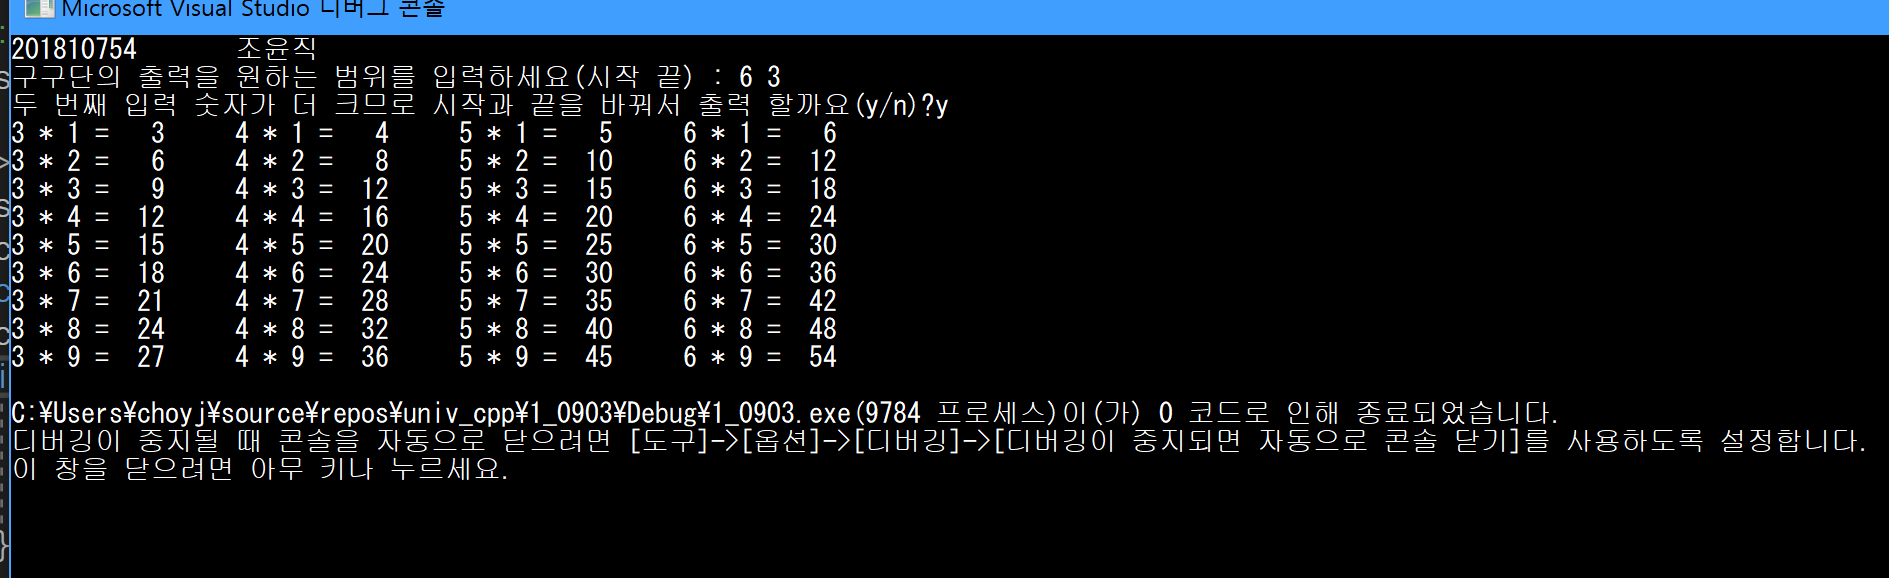 Microsoft Visual Studio 디버그 콘솔
201810754 조윤직
구구단의 출력을 원하는 범위를 입력하세요(시작 끝) : 6 3
두 번째 입력 숫자가 더 크므로 시작과 끝을 바꿔서 출력 할까요(y/n)?y
3 * 1 = 3 4 * 1 = 4 5 * 1 = 5 6 * 1 = 6
3 * 2 = 6 4 * 2 = 8 5 * 2 = 10 6 * 2 = 12
3 * 3 = 9 4 * 3 = 12 5 * 3 = 15 6 * 3 = 18
3 * 4 = 12 4 * 4 = 16 5 * 4 = 20 6 * 4 = 24
3 * 5 = 15 4 * 5 = 20 5 * 5 = 25 6 * 5 = 30
3 * 6 = 18 4 * 6 = 24 5 * 6 = 30 6 * 6 = 36
3 * 7 = 21 4 * 7 = 28 5 * 7 = 35 6 * 7 = 42
3 * 8 = 24 4 * 8 = 32 5 * 8 = 40 6 * 8 = 48
3 * 9 = 27 4 * 9 = 36 5 * 9 = 45 6 * 9 = 54
C:¥Users¥choyj¥source¥repos¥univ_cpp¥1_0903¥Debug¥1_0903.exe(9784 프로세스)이(가) 0 코드로 인해 종료되었습니다.
디버깅이 중지될 때 콘솔을 자동으로 닫으려면 [도구]->[옵션]->[디버깅]->[디버깅이 중지되면 자동으로 콘솔 닫기]를 사용하도록 설정합니다.
이 창을 닫으려면 아무 키나 누르세요.